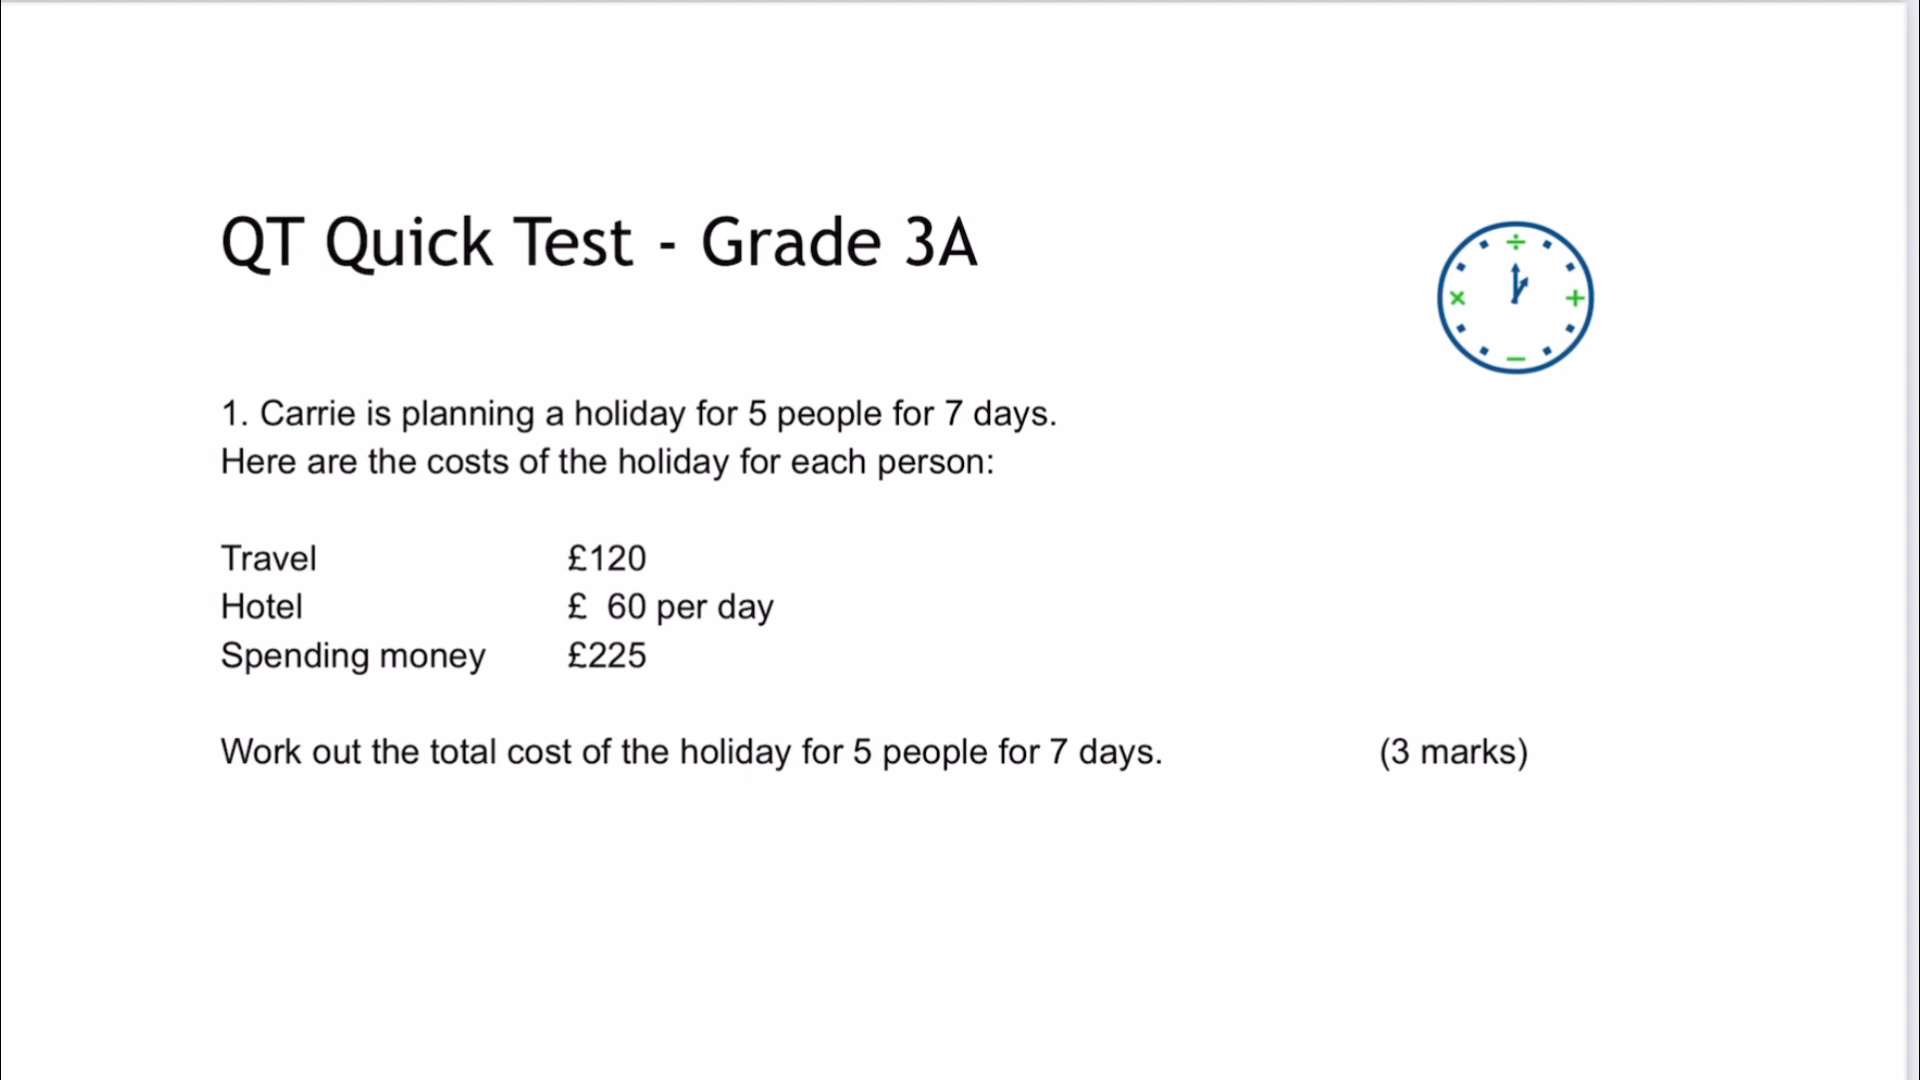 QT Quick Test - Grade 3A
1. Carrie is planning a holiday for 5 people for 7 days.
Here are the costs of the holiday for each person:
Travel £120
Hotel £ 60 per day
Spending money £225
Work out the total cost of the holiday for 5 people for 7 days. (3 marks)